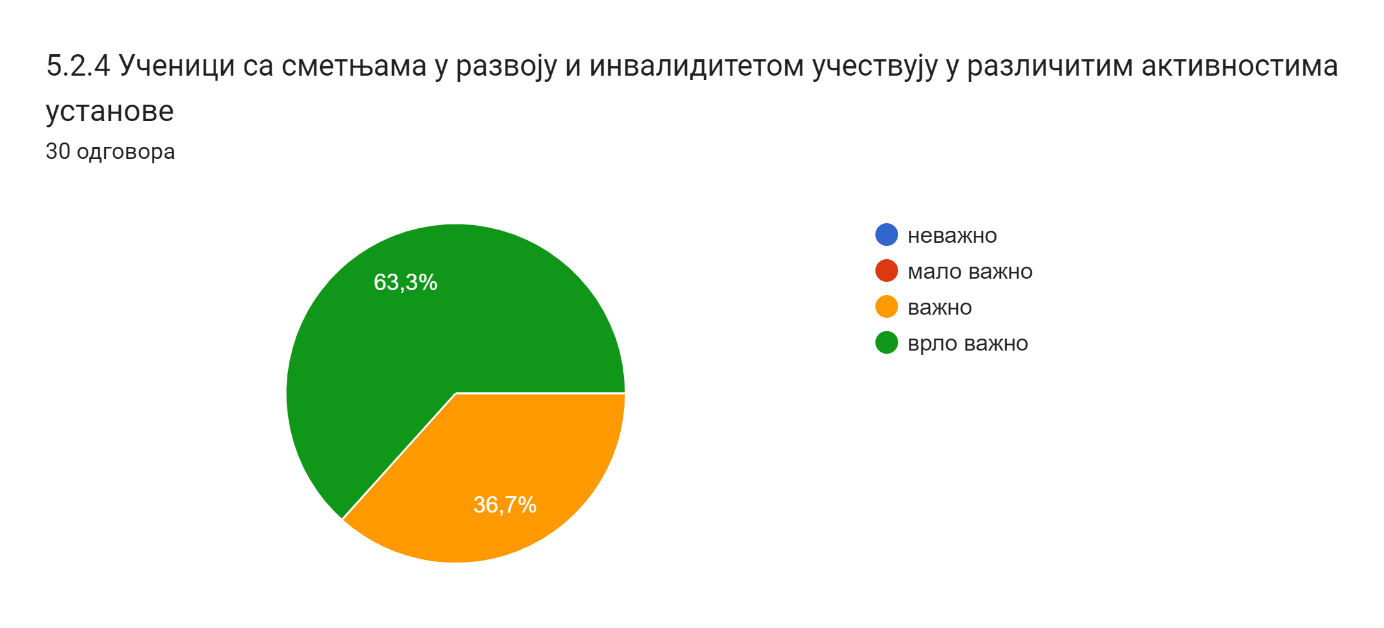 5.2.4 Ученици са сметњама у развоју и инвалидитетом учествују у различитим активностима
установе
30 одговора
63,3%
36,7%
неважно
мало важно
важно
врло важно